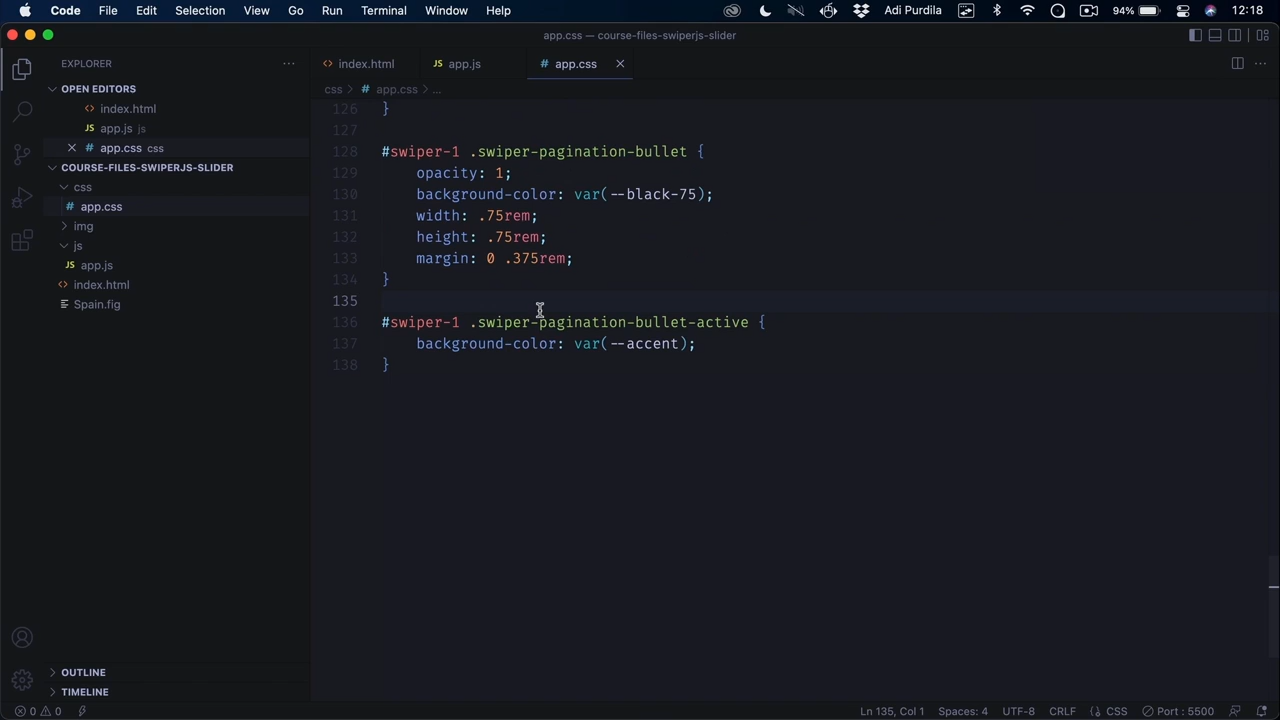 Code File Edit Selection View Go Run Terminal Window Help Adi Purdila 94% 12:18
app.css — course-files-swiperjs-slider
EXPLORER
index.html
JS app.js
# app.css
OPEN EDITORS
css > # app.css > ...
index.html
app.js js
app.css css
COURSE-FILES-SWIPERJS-SLIDER
css
# app.css
img
js
JS app.js
index.html
Spain.fig
OUTLINE
TIMELINE
126 }
127
128 #swiper-1 .swiper-pagination-bullet {
129 opacity: 1;
130 background-color: var(--black-75);
131 width: .75rem;
132 height: .75rem;
133 margin: 0 .375rem;
134 }
135
136 #swiper-1 .swiper-pagination-bullet-active {
137 background-color: var(--accent);
138 }
0 0 Ln 135, Col 1 Spaces: 4 UTF-8 CRLF {} CSS Port : 5500